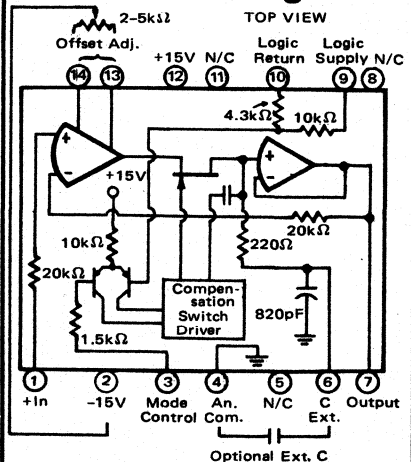 2-5kΩ
TOP VIEW
Offset Adj.
+15V N/C
Logic Return
Logic Supply N/C
14 13 12 11 10 9 8
4.3kΩ
10kΩ
+
−
+
−
+15V
10kΩ
20kΩ
220Ω
20kΩ
Compen-
sation
Switch
Driver
820pF
1.5kΩ
1 2 3 4 5 6 7
+In
-15V
Mode Control
An. Com.
N/C
C Ext.
Output
Optional Ext. C